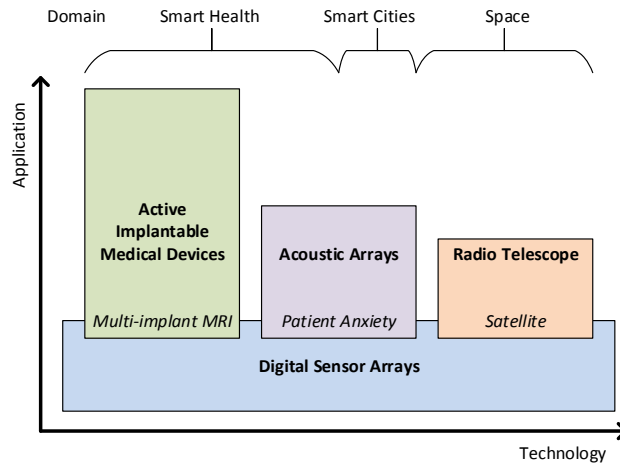 Domain Smart Health Smart Cities Space
Application
Active
Implantable
Medical Devices
Acoustic Arrays
Radio Telescope
Multi-implant MRI
Patient Anxiety
Satellite
Digital Sensor Arrays
Technology